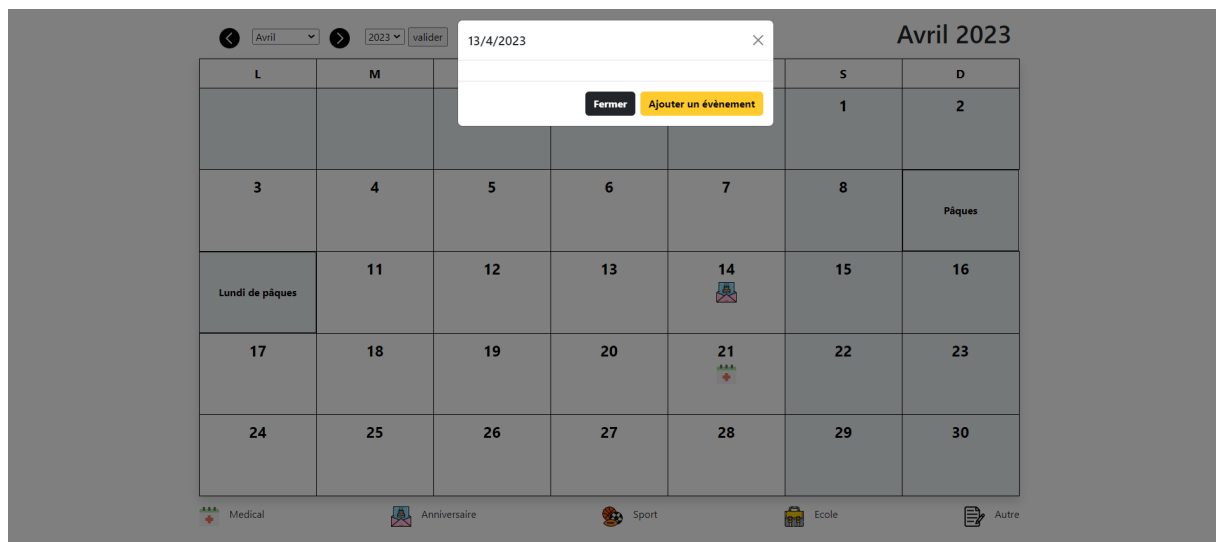 Avril 2023 valider
13/4/2023
Avril 2023
L M S D
Fermer Ajouter un évènement
1 2
3 4 5 6 7 8
Pâques
11 12 13 14 15 16
Lundi de pâques
17 18 19 20 21 22 23
24 25 26 27 28 29 30
Medical Anniversaire Sport Ecole Autre